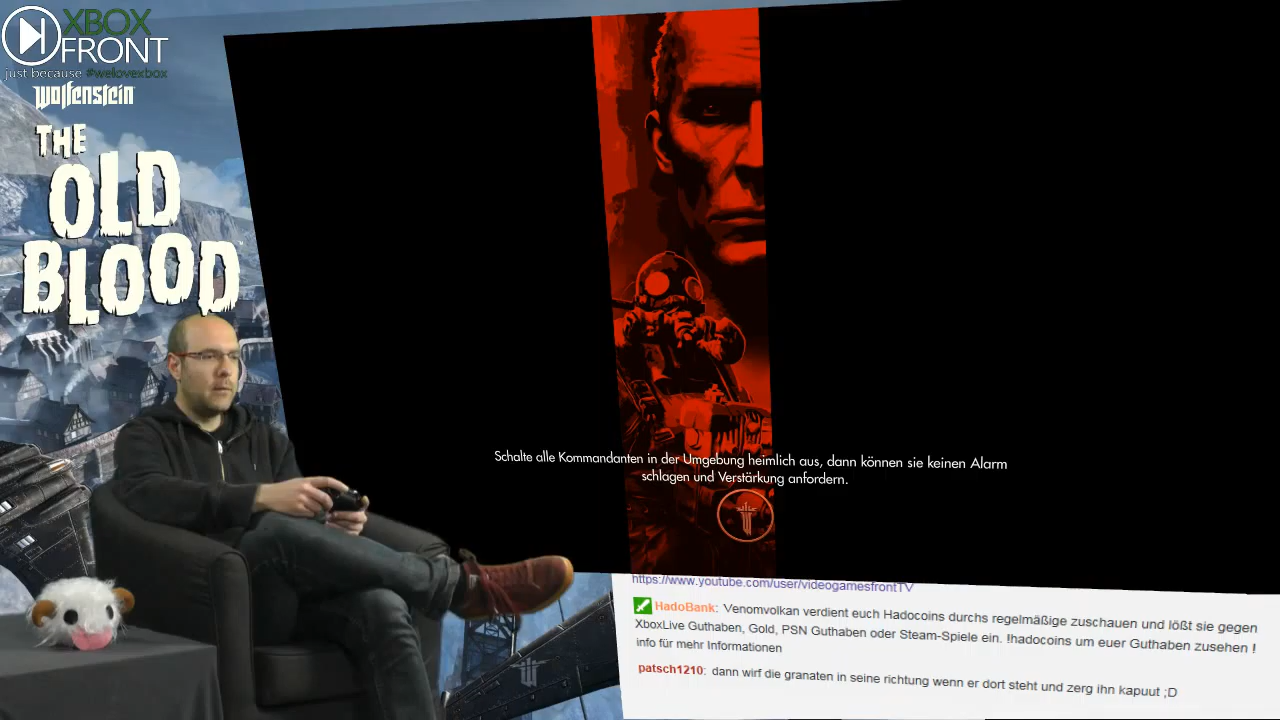 XBOX
FRONT
just because #welovexbox
Wolfenstein
THE
OLD
BLOOD
Schalte alle Kommandanten in der Umgebung heimlich aus, dann können sie keinen Alarm
schlagen und Verstärkung anfordern.
https://www.youtube.com/user/videogamesfrontTV
HadoBank: Venomvolkan verdient euch Hadocoins durchs regelmäßige zuschauen und lößt sie gegen
XboxLive Guthaben, Gold, PSN Guthaben oder Steam-Spiele ein. !hadocoins um euer Guthaben zusehen !
info für mehr Informationen
patsch1210: dann wirf die granaten in seine richtung wenn er dort steht und zerg ihn kapuut ;D